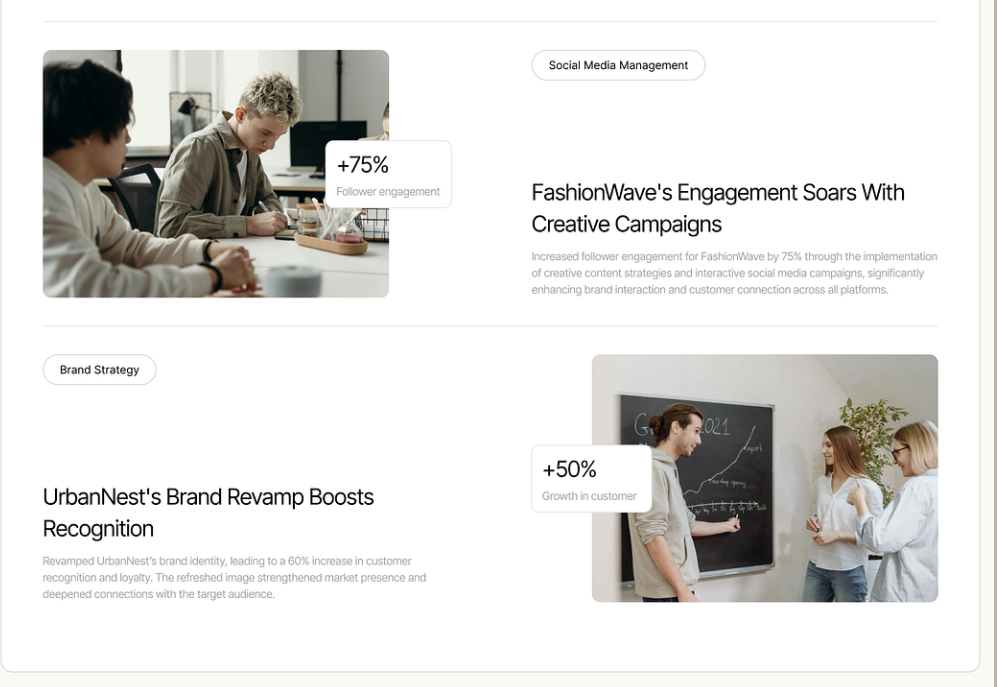 Social Media Management
+75%
Follower engagement
FashionWave's Engagement Soars With
Creative Campaigns
Increased follower engagement for FashionWave by 75% through the implementation
of creative content strategies and interactive social media campaigns, significantly
enhancing brand interaction and customer connection across all platforms.
Brand Strategy
+50%
Growth in customer
UrbanNest's Brand Revamp Boosts
Recognition
Revamped UrbanNest's brand identity, leading to a 60% increase in customer
recognition and loyalty. The refreshed image strengthened market presence and
deepened connections with the target audience.
2021